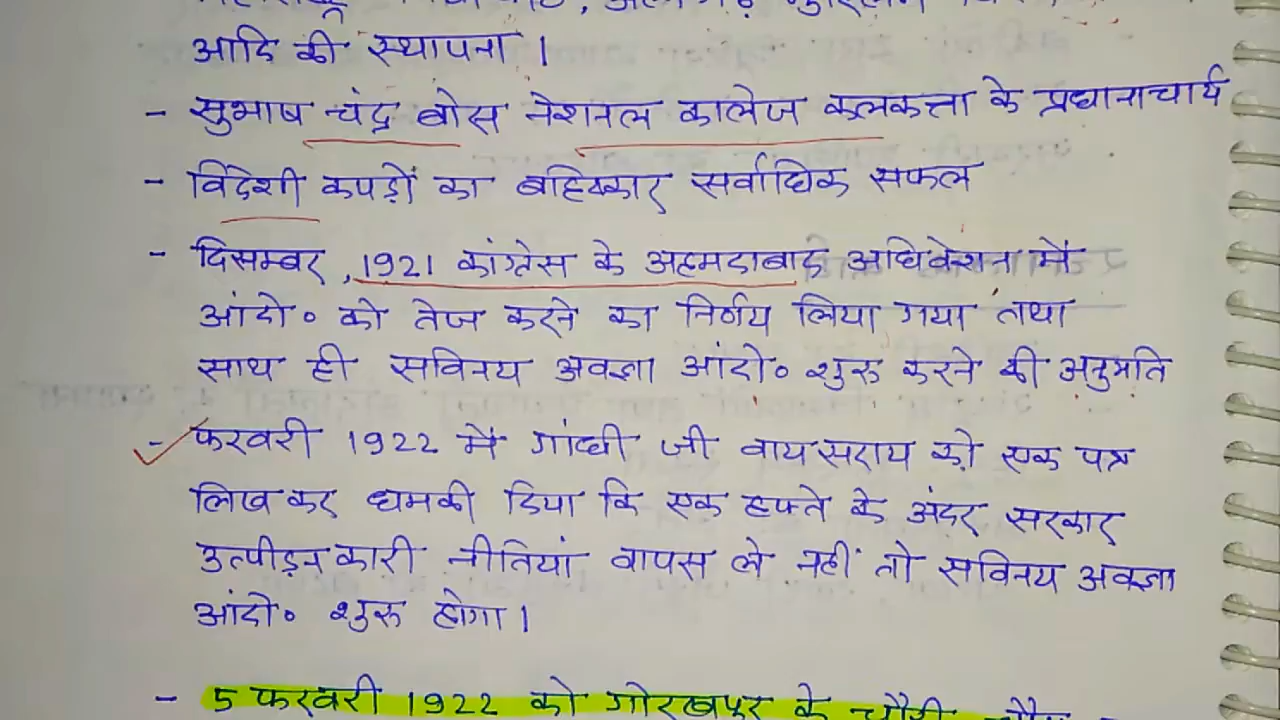 आदि की स्थापना।
- सुभाष चंद्र बोस नेशनल कालेज कलकत्ता के प्रधानाचार्य
- विदेशी कपड़ों का बहिष्कार सर्वाधिक सफल
- दिसम्बर, 1921 कांग्रेस के अहमदाबाद अधिवेशन में
आंदो० को तेज करने का निर्णय लिया गया तथा
साथ ही सविनय अवज्ञा आंदो० शुरू करने की अनुमति
- फरवरी 1922 में गांधी जी वायसराय को एक पत्र
लिख कर धमकी दिया कि एक हफ्ते के अंदर सरकार
उत्पीड़नकारी नीतियां वापस ले नहीं तो सविनय अवज्ञा
आंदो० शुरू होगा।
- 5 फरवरी 1922 को गोरखपुर के चौरी